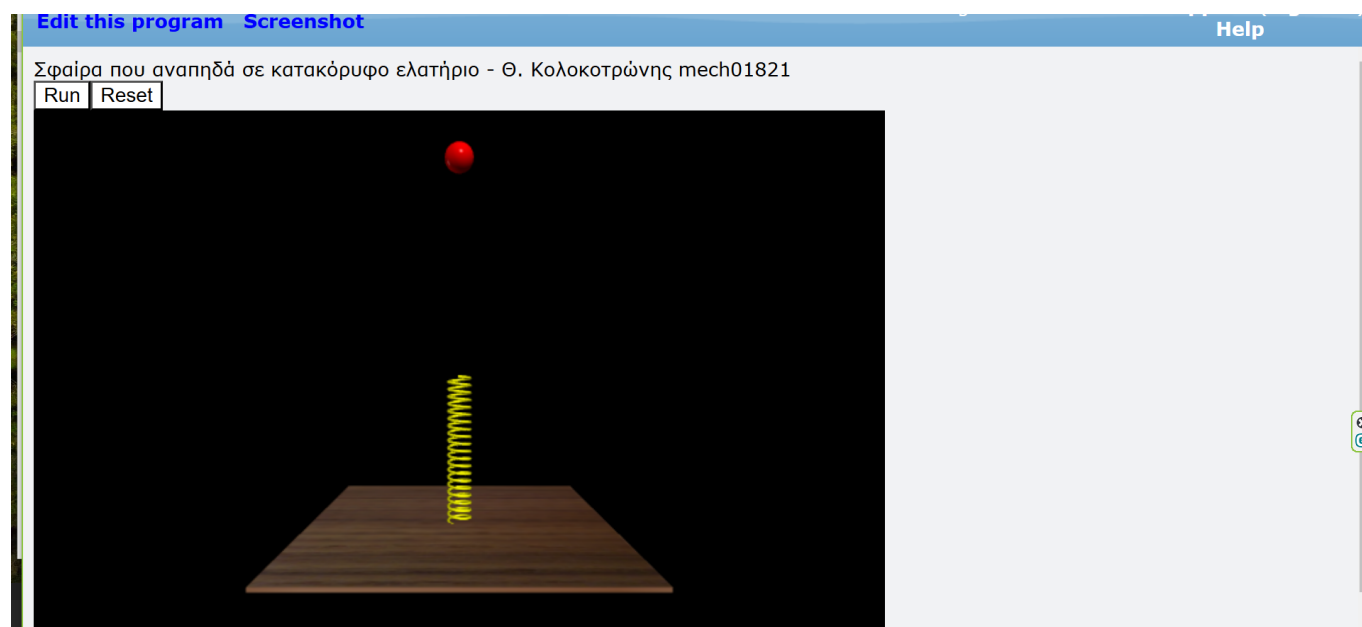 Edit this program Screenshot
Help
Σφαίρα που αναπηδά σε κατακόρυφο ελατήριο - Θ. Κολοκοτρώνης mech01821
Run Reset